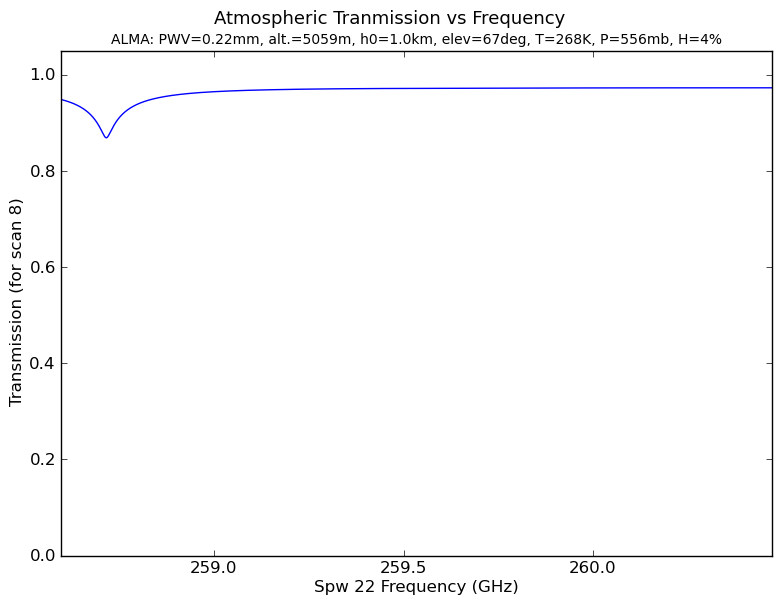 Atmospheric Tranmission vs Frequency
ALMA: PWV=0.22mm, alt.=5059m, h0=1.0km, elev=67deg, T=268K, P=556mb, H=4%
1.0
0.8
0.6
0.4
0.2
0.0
Transmission (for scan 8)
259.0
259.5
260.0
Spw 22 Frequency (GHz)